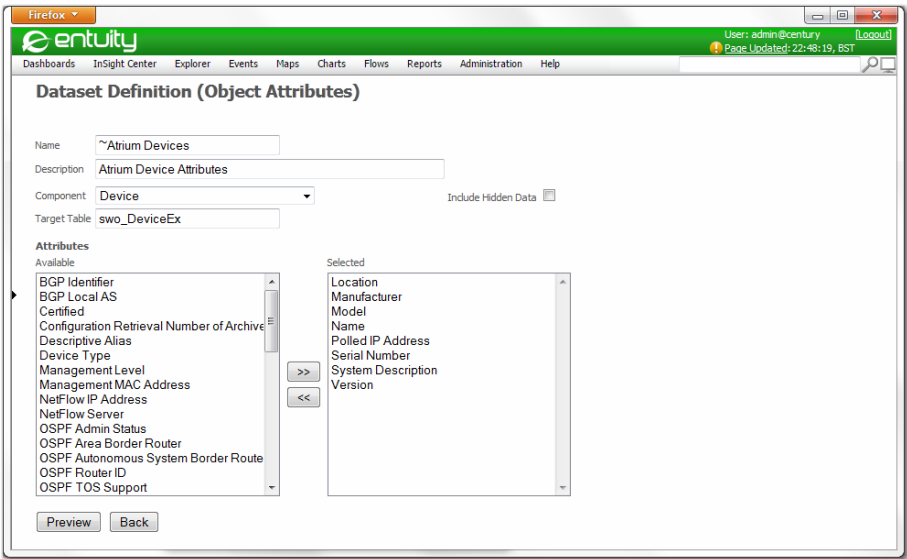 Firefox
entuity
User: admin@century [Logout]
Page Updated: 22:48:19, BST
Dashboards InSight Center Explorer Events Maps Charts Flows Reports Administration Help
Dataset Definition (Object Attributes)
Name ~Atrium Devices
Description Atrium Device Attributes
Component Device Include Hidden Data
Target Table swo_DeviceEx
Attributes
Available
BGP Identifier
BGP Local AS
Certified
Configuration Retrieval Number of Archive
Descriptive Alias
Device Type
Management Level
Management MAC Address
NetFlow IP Address
NetFlow Server
OSPF Admin Status
OSPF Area Border Router
OSPF Autonomous System Border Route
OSPF Router ID
OSPF TOS Support
>>
<<
Selected
Location
Manufacturer
Model
Name
Polled IP Address
Serial Number
System Description
Version
Preview Back